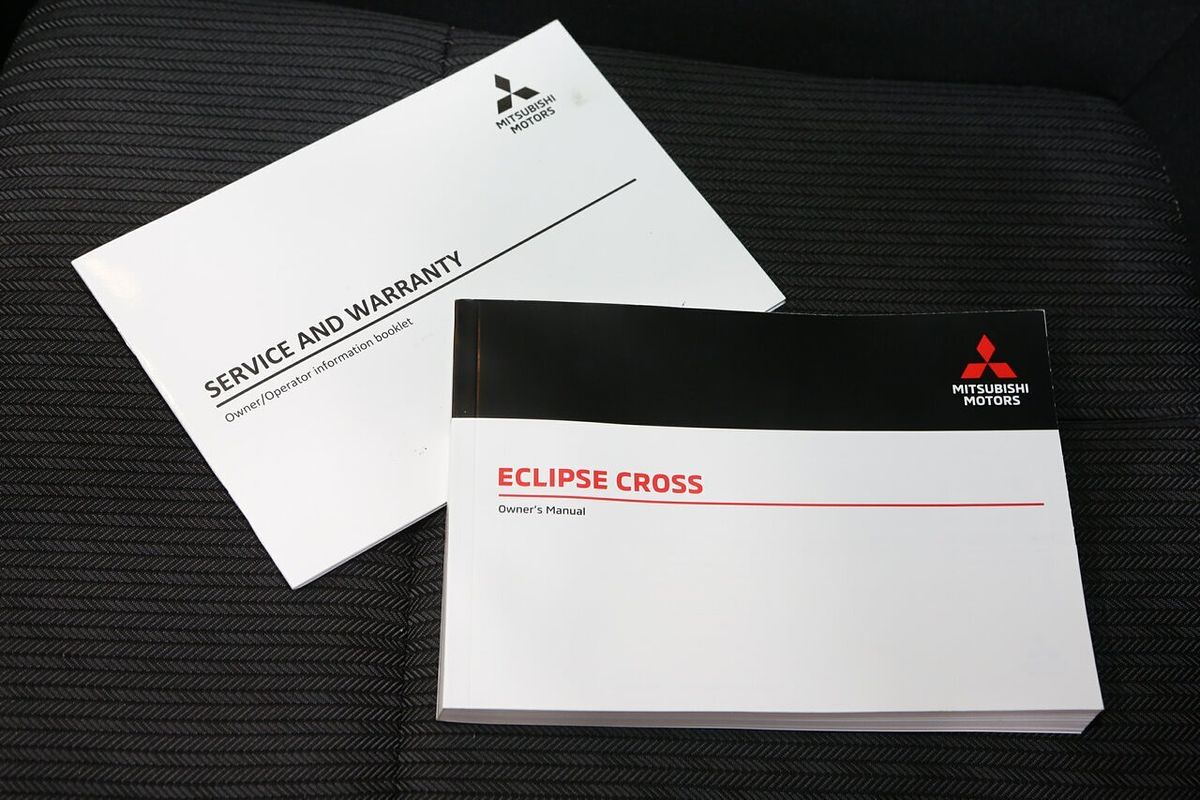 MITSUBISHI
MOTORS
SERVICE AND WARRANTY
Owner/Operator information booklet
MITSUBISHI
MOTORS
ECLIPSE CROSS
Owner's Manual